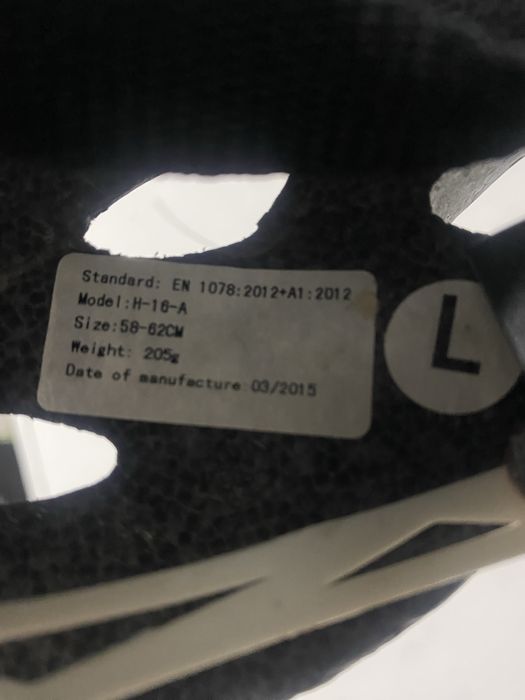 Standard: EN 1078:2012+A1:2012
Model:H-16-A
Size:58-62CM
Weight: 205g
Date of manufacture 03/2015
L